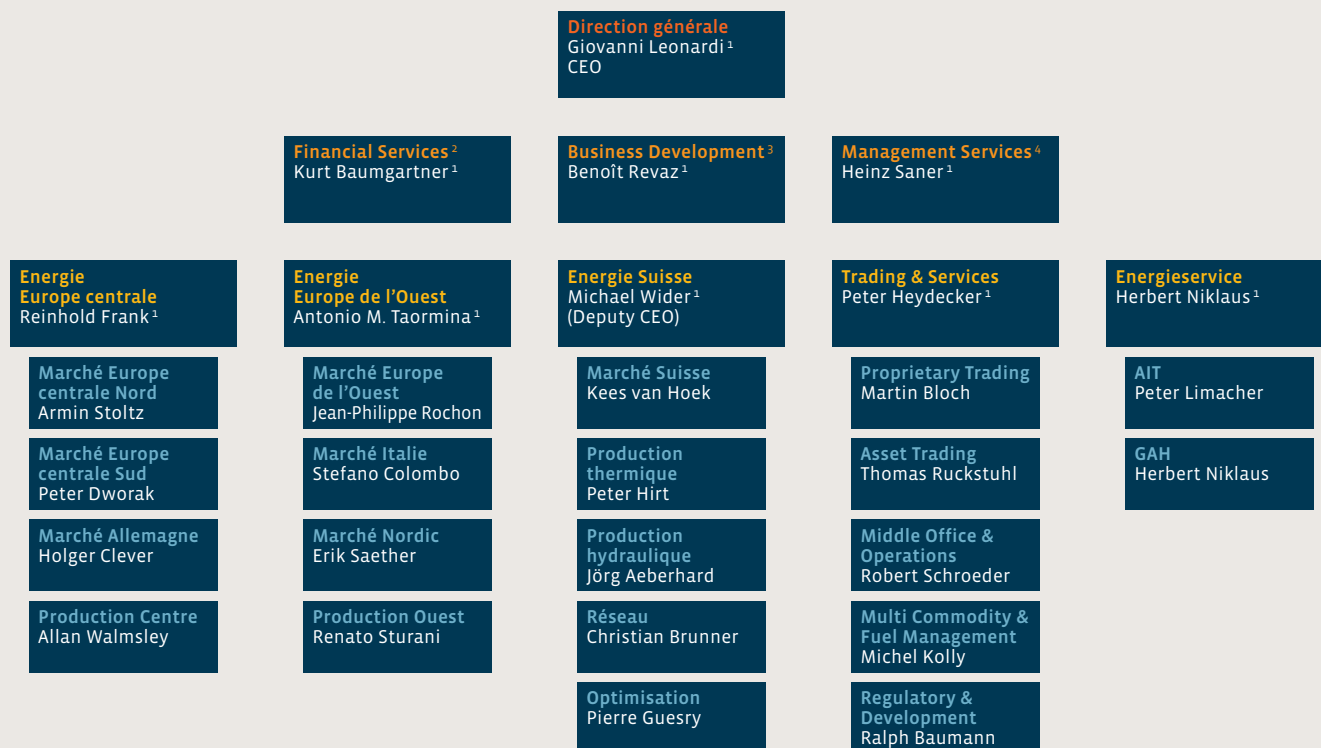 Direction générale
Giovanni Leonardi ¹
CEO
Financial Services ²
Kurt Baumgartner ¹
Business Development ³
Benoît Revaz ¹
Management Services ⁴
Heinz Saner ¹
Energie
Europe centrale
Reinhold Frank ¹
Marché Europe
centrale Nord
Armin Stoltz
Marché Europe
centrale Sud
Peter Dworak
Marché Allemagne
Holger Clever
Production Centre
Allan Walmsley
Energie
Europe de l’Ouest
Antonio M. Taormina ¹
Marché Europe
de l’Ouest
Jean-Philippe Rochon
Marché Italie
Stefano Colombo
Marché Nordic
Erik Saether
Production Ouest
Renato Sturani
Energie Suisse
Michael Wider ¹
(Deputy CEO)
Marché Suisse
Kees van Hoek
Production
thermique
Peter Hirt
Production
hydraulique
Jörg Aeberhard
Réseau
Christian Brunner
Optimisation
Pierre Guesry
Trading & Services
Peter Heydecker ¹
Proprietary Trading
Martin Bloch
Asset Trading
Thomas Ruckstuhl
Middle Office &
Operations
Robert Schroeder
Multi Commodity &
Fuel Management
Michel Kolly
Regulatory &
Development
Ralph Baumann
Energieservice
Herbert Niklaus ¹
AIT
Peter Limacher
GAH
Herbert Niklaus